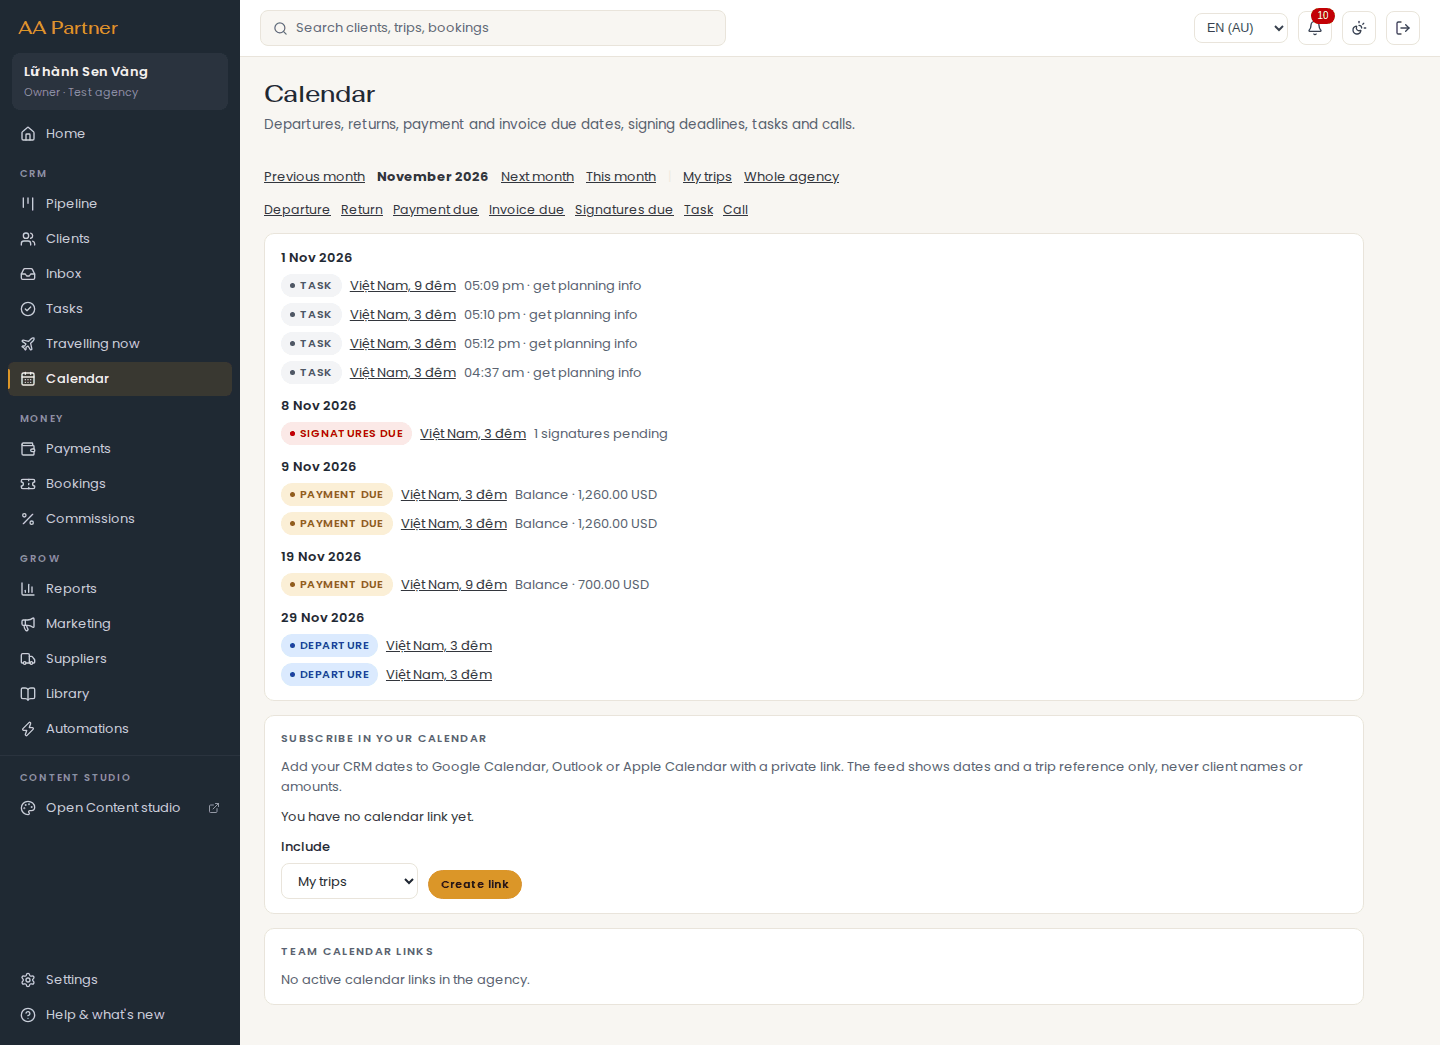 AA Partner
Lữ hành Sen Vàng
Owner · Test agency
Home
CRM
Pipeline
Clients
Inbox
Tasks
Travelling now
Calendar
MONEY
Payments
Bookings
Commissions
GROW
Reports
Marketing
Suppliers
Library
Automations
CONTENT STUDIO
Open Content studio
Settings
Help & what's new
Search clients, trips, bookings
EN (AU)
10
Calendar
Departures, returns, payment and invoice due dates, signing deadlines, tasks and calls.
Previous month November 2026 Next month This month My trips Whole agency
Departure Return Payment due Invoice due Signatures due Task Call
1 Nov 2026
TASK Việt Nam, 9 đêm 05:09 pm · get planning info
TASK Việt Nam, 3 đêm 05:10 pm · get planning info
TASK Việt Nam, 3 đêm 05:12 pm · get planning info
TASK Việt Nam, 3 đêm 04:37 am · get planning info
8 Nov 2026
SIGNATURES DUE Việt Nam, 3 đêm 1 signatures pending
9 Nov 2026
PAYMENT DUE Việt Nam, 3 đêm Balance · 1,260.00 USD
PAYMENT DUE Việt Nam, 3 đêm Balance · 1,260.00 USD
19 Nov 2026
PAYMENT DUE Việt Nam, 9 đêm Balance · 700.00 USD
29 Nov 2026
DEPARTURE Việt Nam, 3 đêm
DEPARTURE Việt Nam, 3 đêm
SUBSCRIBE IN YOUR CALENDAR
Add your CRM dates to Google Calendar, Outlook or Apple Calendar with a private link. The feed shows dates and a trip reference only, never client names or
amounts.
You have no calendar link yet.
Include
My trips
Create link
TEAM CALENDAR LINKS
No active calendar links in the agency.